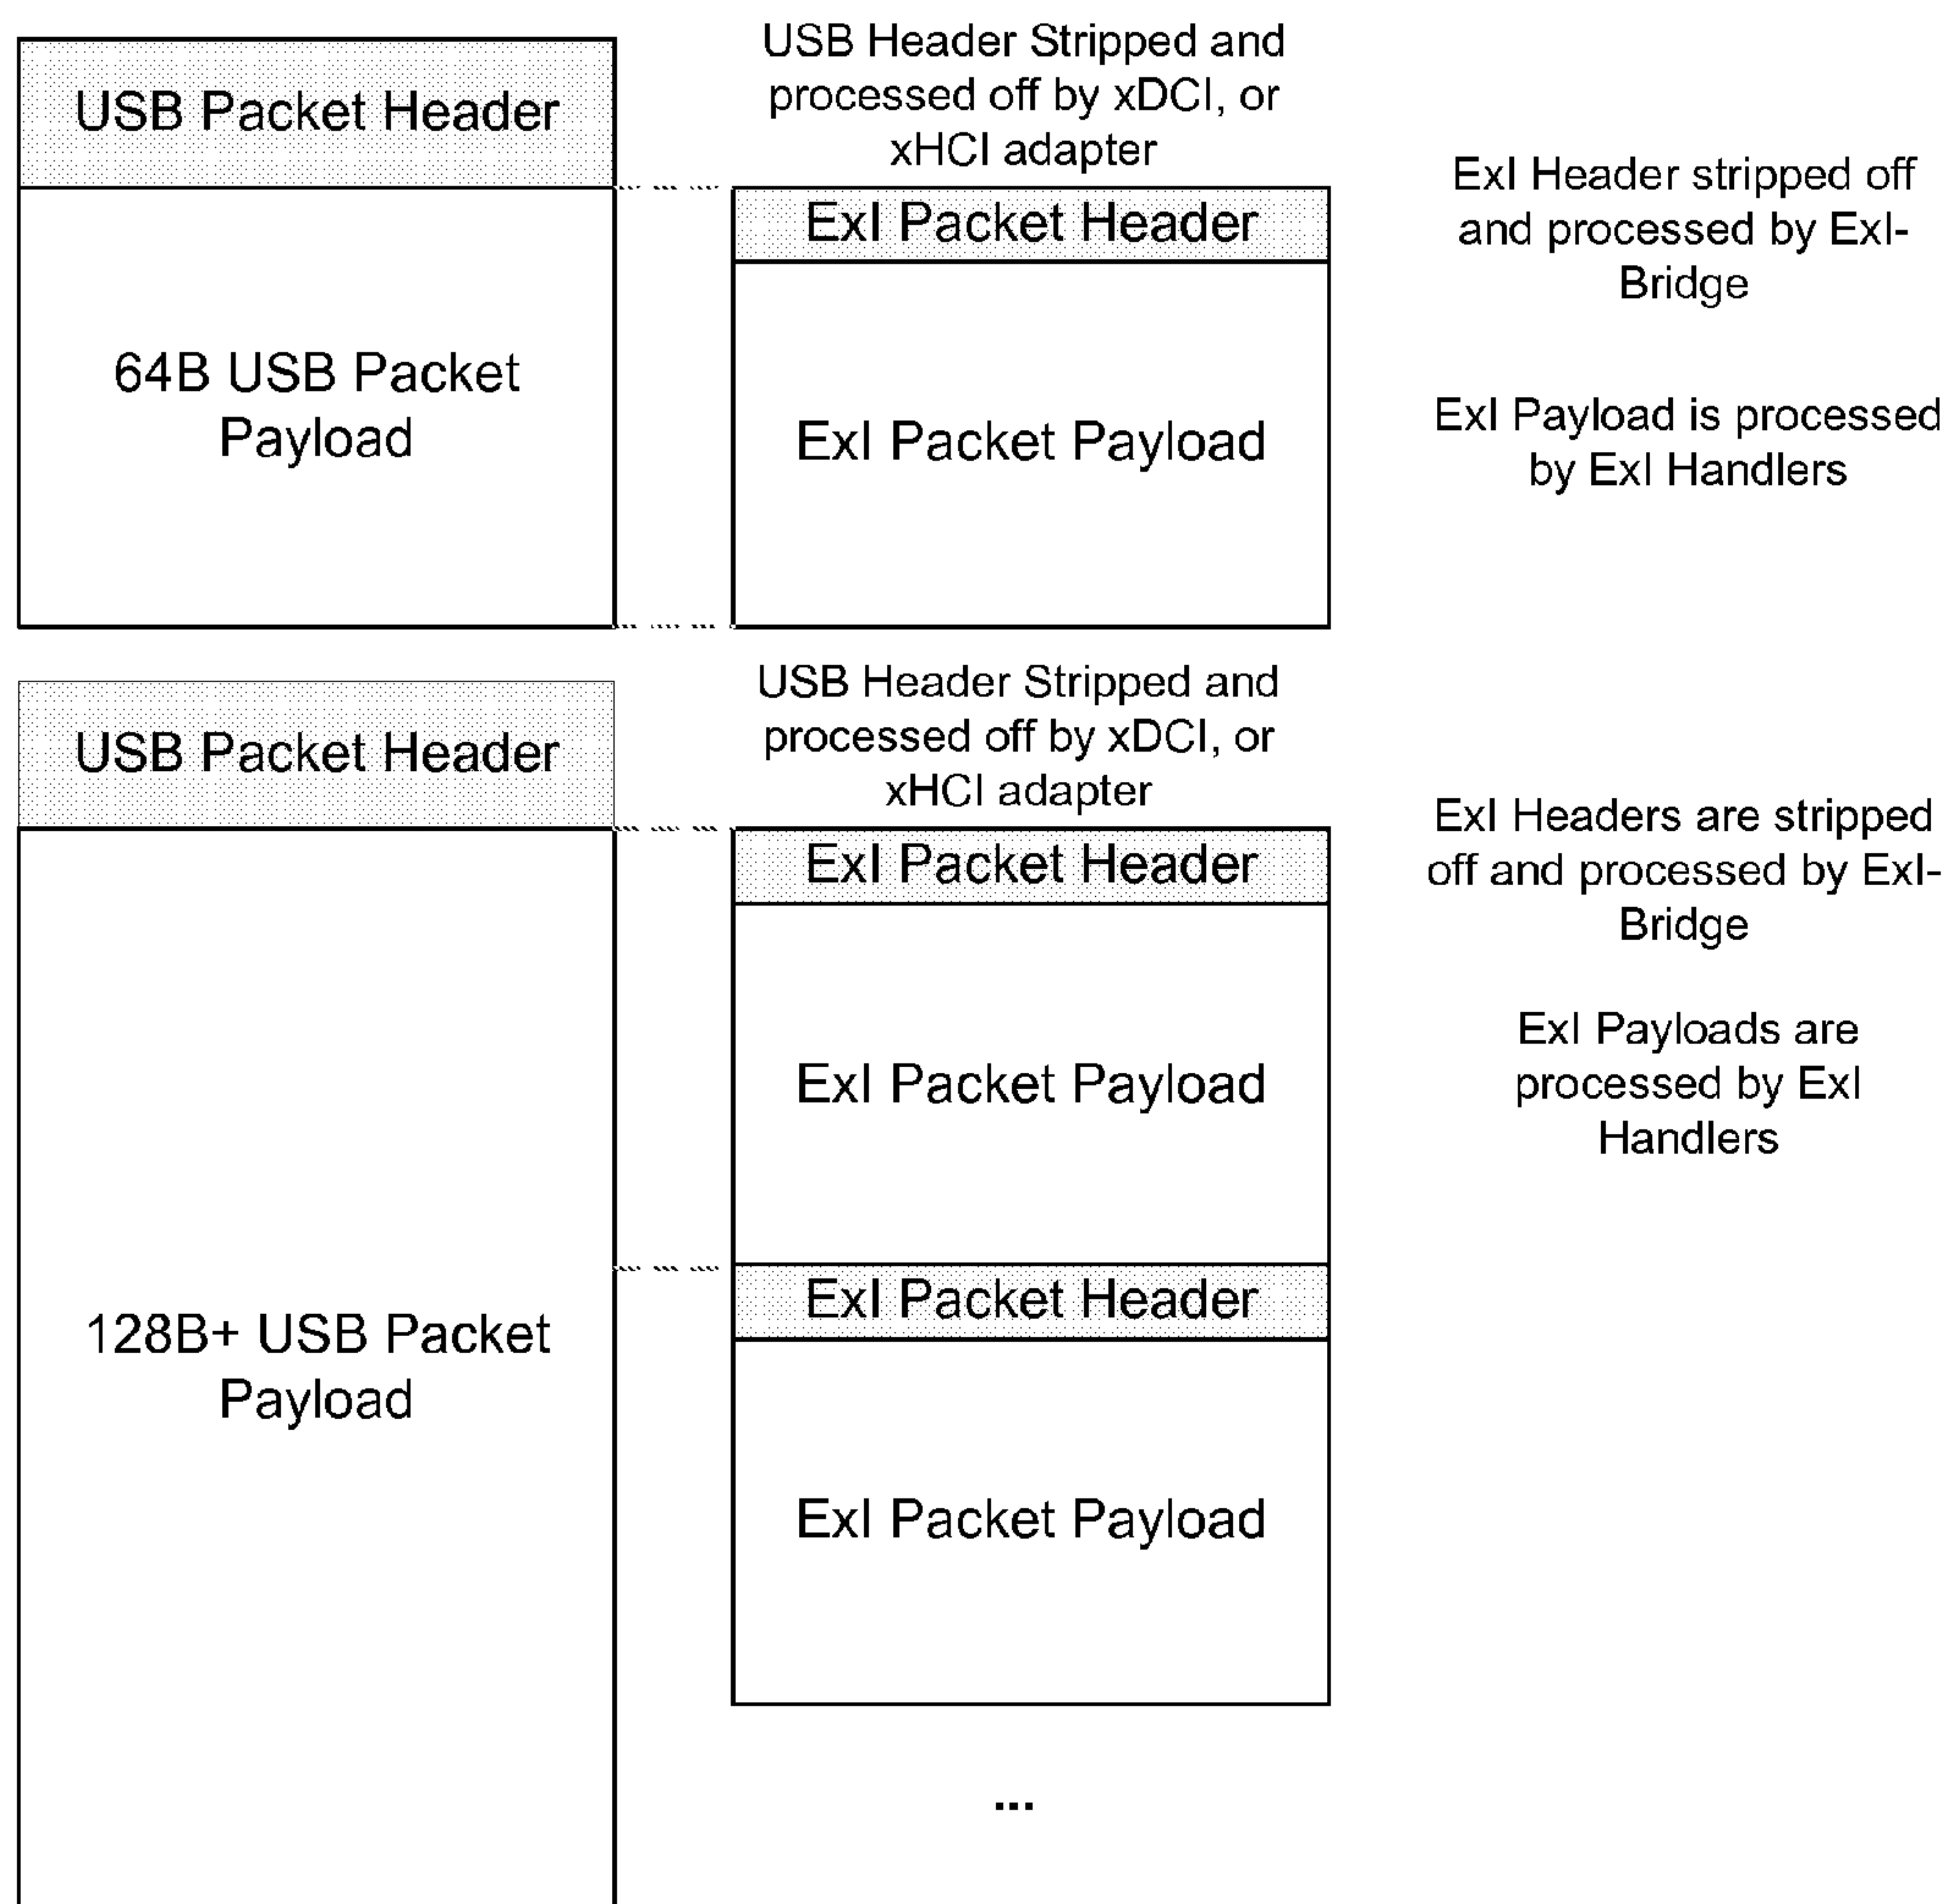 USB Packet Header
64B USB Packet
Payload
USB Header Stripped and
processed off by xDCI, or
xHCI adapter
ExI Packet Header
ExI Packet Payload
ExI Header stripped off
and processed by ExI-
Bridge
ExI Payload is processed
by ExI Handlers
USB Packet Header
128B+ USB Packet
Payload
USB Header Stripped and
processed off by xDCI, or
xHCI adapter
ExI Packet Header
ExI Packet Payload
ExI Packet Header
ExI Packet Payload
...
ExI Headers are stripped
off and processed by ExI-
Bridge
ExI Payloads are
processed by ExI
Handlers